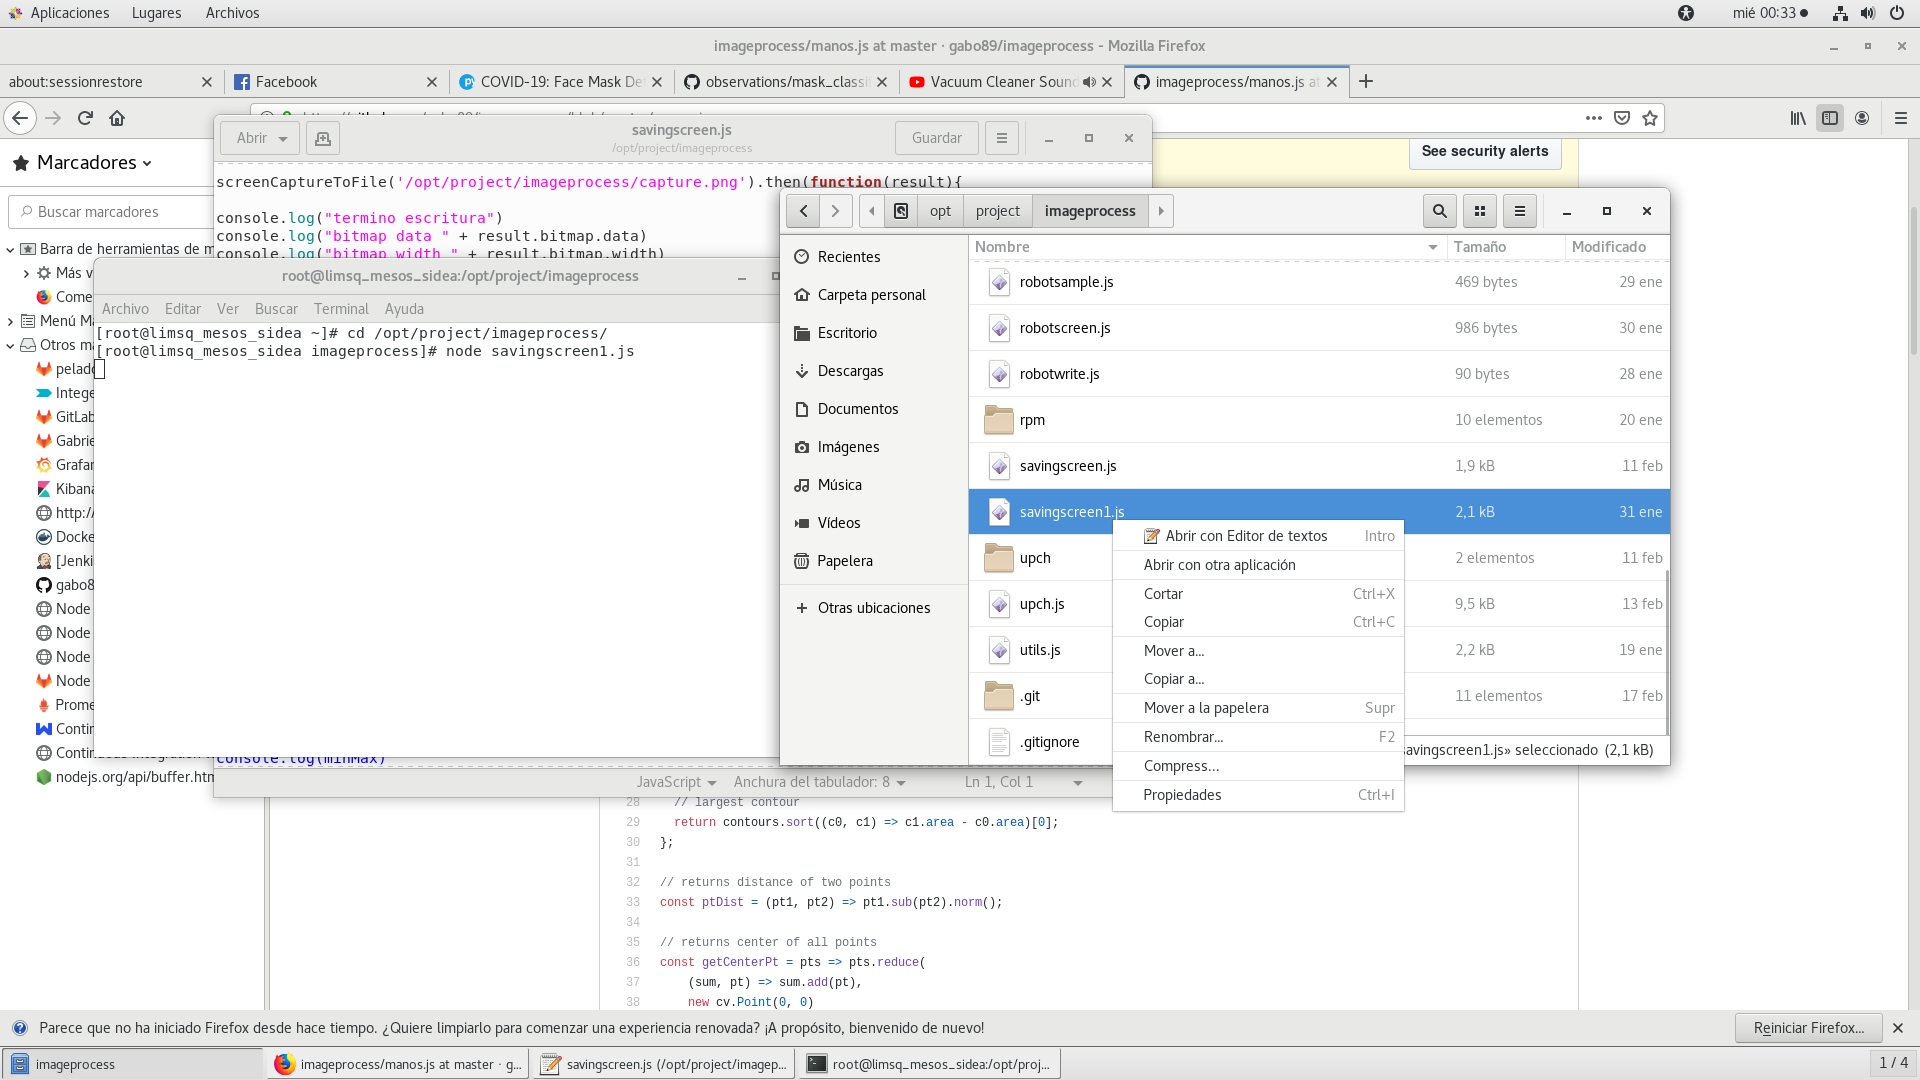 Aplicaciones Lugares Archivos mié 00:33
imageprocess/manos.js at master · gabo89/imageprocess - Mozilla Firefox
about:sessionrestore Facebook COVID-19: Face Mask De observations/mask_classi Vacuum Cleaner Soun imageprocess/manos.js at
savingscreen.js
/opt/project/imageprocess
Abrir Guardar
See security alerts
Marcadores
Buscar marcadores
screenCaptureToFile('/opt/project/imageprocess/capture.png').then(function(result){
console.log("termino escritura")
console.log("bitmap data " + result.bitmap.data)
console.log("bitmap width " + result.bitmap.width)
Barra de herramientas de m
Más v
Come
Menú Ma
Otros ma
pelado
Intege
GitLab
Gabrie
Grafan
Kibana
http:/
Docke
[Jenki
gabo8
Node
Node
Node
Node
Prome
Contin
nodejs.org/api/buffer.htm
root@limsq_mesos_sidea:/opt/project/imageprocess
Archivo Editar Ver Buscar Terminal Ayuda
[root@limsq_mesos_sidea ~]# cd /opt/project/imageprocess/
[root@limsq_mesos_sidea imageprocess]# node savingscreen1.js
console.log(minMax)
JavaScript Anchura del tabulador: 8 Ln 1, Col 1
opt project imageprocess
Recientes
Carpeta personal
Escritorio
Descargas
Documentos
Imágenes
Música
Vídeos
Papelera
Otras ubicaciones
Nombre Tamaño Modificado
robotsample.js 469 bytes 29 ene
robotscreen.js 986 bytes 30 ene
robotwrite.js 90 bytes 28 ene
rpm 10 elementos 20 ene
savingscreen.js 1,9 kB 11 feb
savingscreen1.js 2,1 kB 31 ene
upch 2 elementos 11 feb
upch.js 9,5 kB 13 feb
utils.js 2,2 kB 19 ene
.git 11 elementos 17 feb
.gitignore
savingscreen1.js» seleccionado (2,1 kB)
Abrir con Editor de textos Intro
Abrir con otra aplicación
Cortar Ctrl+X
Copiar Ctrl+C
Mover a...
Copiar a...
Mover a la papelera Supr
Renombrar... F2
Compress...
Propiedades Ctrl+I
28 // largest contour
29 return contours.sort((c0, c1) => c1.area - c0.area)[0];
30 };
31
32 // returns distance of two points
33 const ptDist = (pt1, pt2) => pt1.sub(pt2).norm();
34
35 // returns center of all points
36 const getCenterPt = pts => pts.reduce(
37 (sum, pt) => sum.add(pt),
38 new cv.Point(0, 0)
Parece que no ha iniciado Firefox desde hace tiempo. ¿Quiere limpiarlo para comenzar una experiencia renovada? ¡A propósito, bienvenido de nuevo! Reiniciar Firefox...
imageprocess imageprocess/manos.js at master · g... savingscreen.js (/opt/project/imagep... root@limsq_mesos_sidea:/opt/proj... 1 / 4